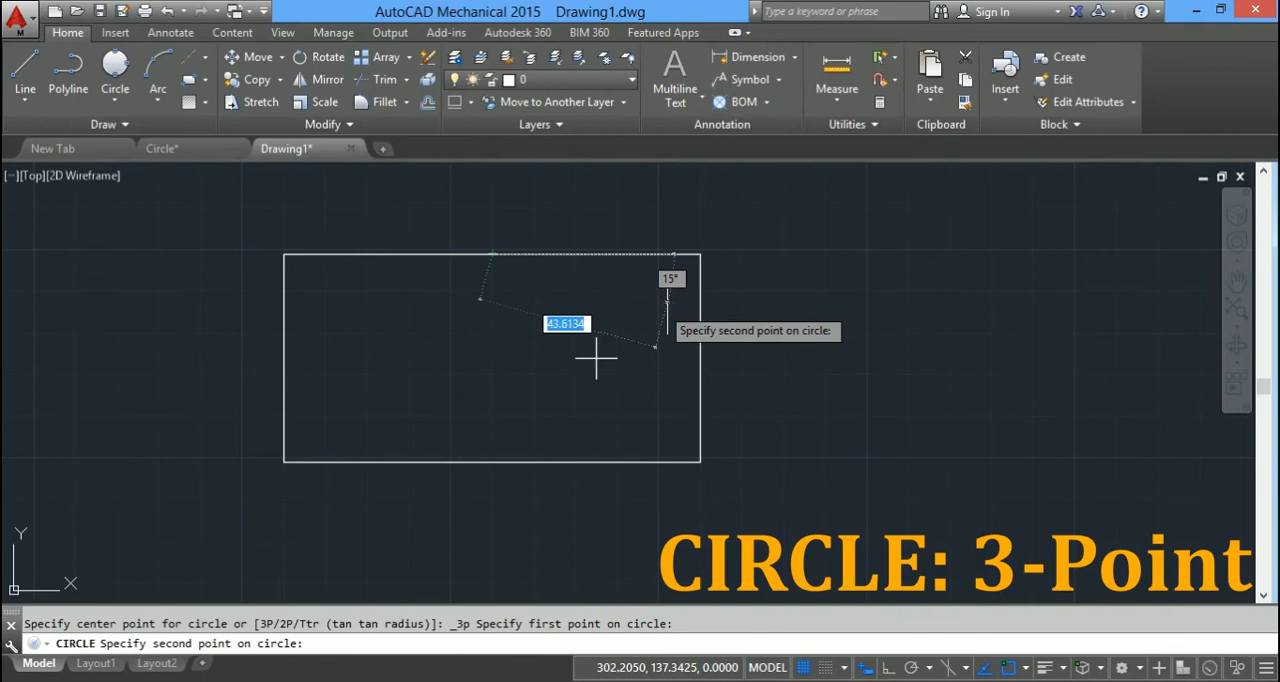 AutoCAD Mechanical 2015 Drawing1.dwg
Type a keyword or phrase
Sign In
M
Home Insert Annotate View Content View Manage Output Add-ins Autodesk 360 BIM 360 Featured Apps
Line Polyline Circle Arc
Move Rotate Array
Copy Mirror Trim
Stretch Scale Fillet
0
Move to Another Layer
Multiline Text
Dimension
Symbol
BOM
Measure
Paste
Insert
Create
Edit
Edit Attributes
Draw Modify Layers Annotation Utilities Clipboard Block
New Tab Circle* Drawing1*
[−][Top][2D Wireframe]
15°
43.6134
Specify second point on circle:
Y
X
CIRCLE: 3-Point
Specify center point for circle or [3P/2P/Ttr (tan tan radius)]: _3p Specify first point on circle:
CIRCLE Specify second point on circle:
Model Layout1 Layout2 +
302.2050, 137.3425, 0.0000 MODEL